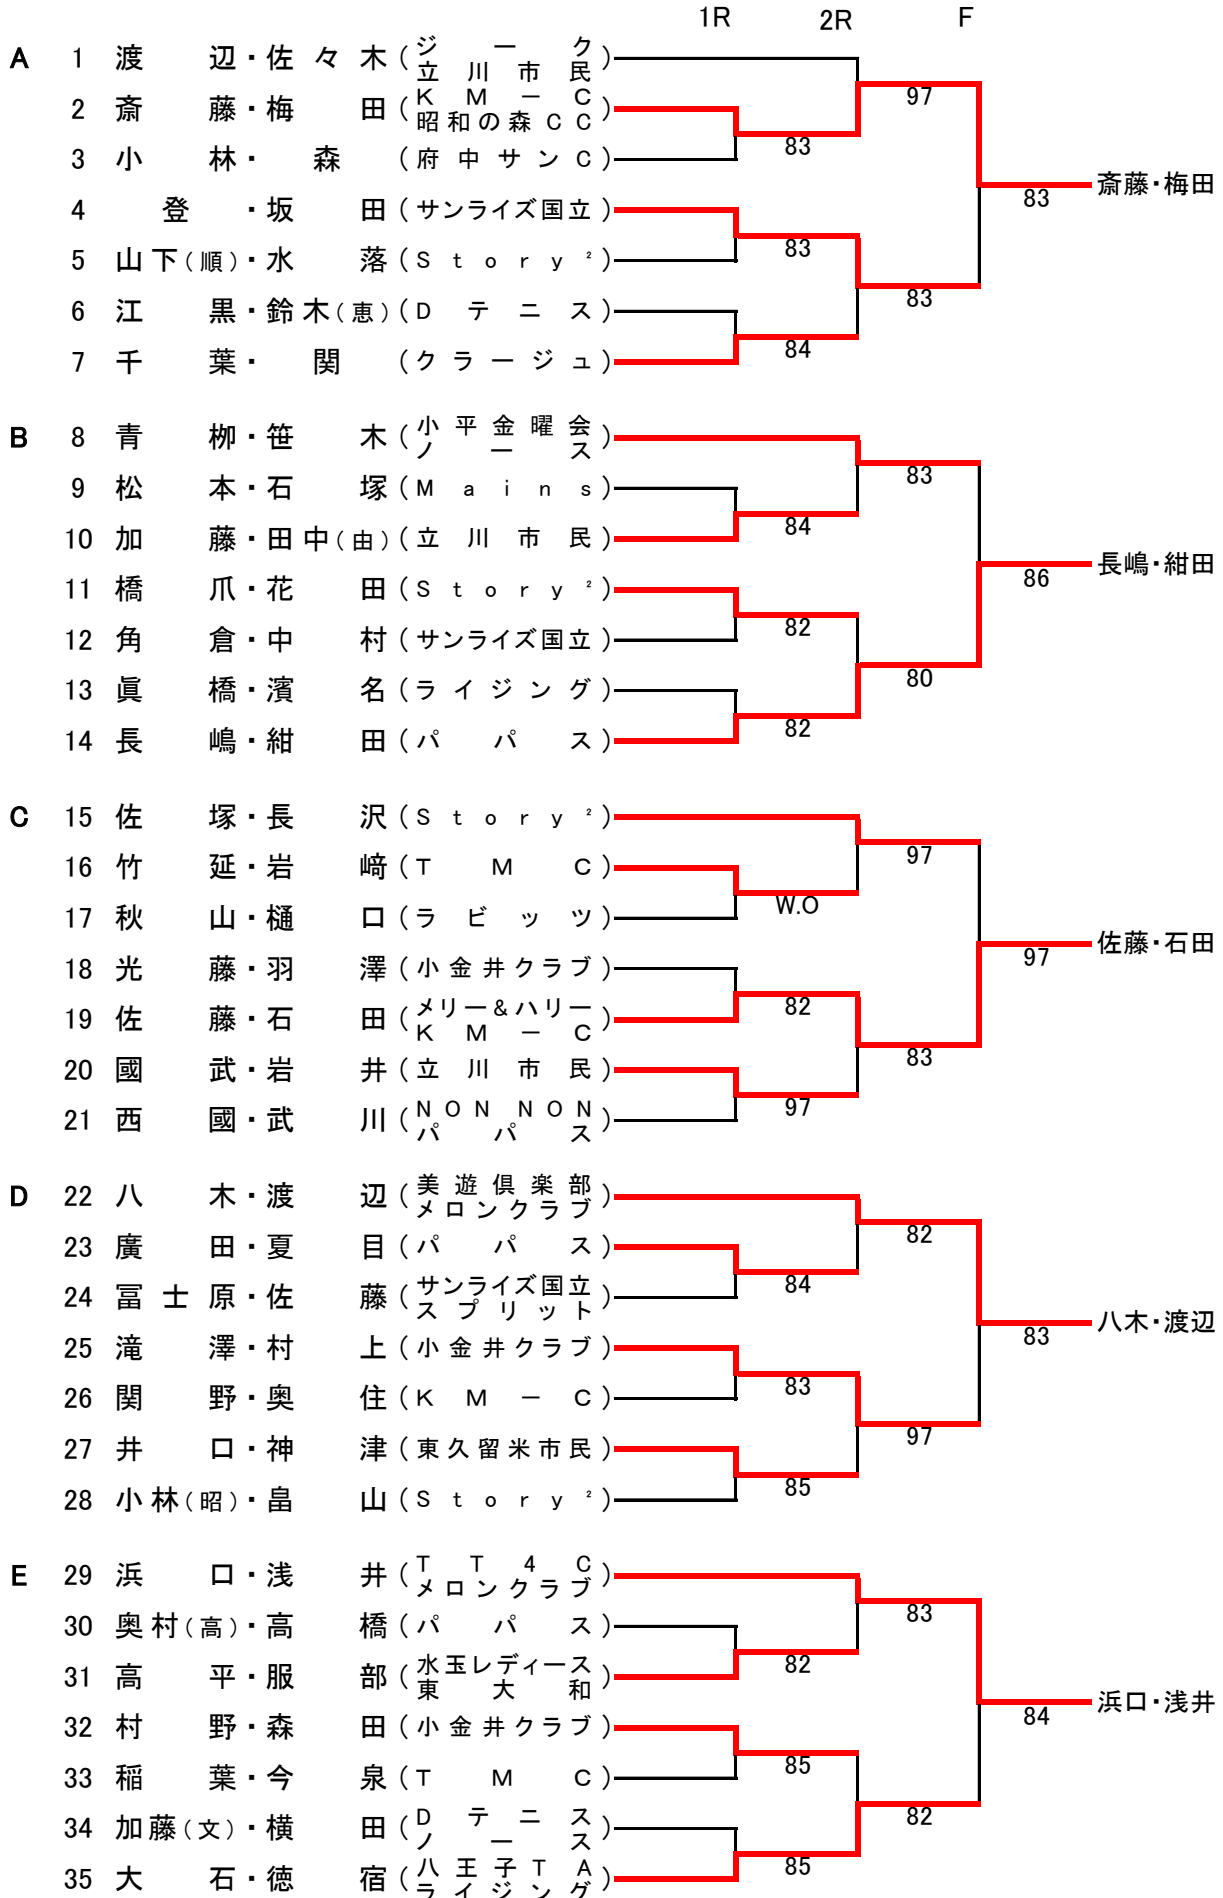 1R 2R F
A 1 渡辺・佐々木(ジーク 立川市民)
2 斎藤・梅田(KM－C 昭和の森CC)
97
3 小林・森(府中サンC)
83
斎藤・梅田
83
4 登・坂田(サンライズ国立)
5 山下(順)・水落(Story²)
83
6 江黒・鈴木(恵)(Dテニス)
83
7 千葉・関(クラージュ)
84
B 8 青栁・笹木(小平金曜会 ノース)
83
9 松本・石塚(Mains)
10 加藤・田中(由)(立川市民)
84
長嶋・紺田
86
11 橋爪・花田(Story²)
12 角倉・中村(サンライズ国立)
82
13 眞橋・濱名(ライジング)
80
14 長嶋・紺田(パパス)
82
C 15 佐塚・長沢(Story²)
97
16 竹延・岩﨑(TMC)
17 秋山・樋口(ラビッツ)
W.O
佐藤・石田
97
18 光藤・羽澤(小金井クラブ)
19 佐藤・石田(メリー&ハリー KM－C)
82
20 國武・岩井(立川市民)
83
21 西國・武川(NON NON パパス)
97
D 22 八木・渡辺(美遊倶楽部 メロンクラブ)
82
23 廣田・夏目(パパス)
24 冨士原・佐藤(サンライズ国立 スプリット)
84
八木・渡辺
83
25 滝澤・村上(小金井クラブ)
26 関野・奥住(KM－C)
83
27 井口・神津(東久留米市民)
97
28 小林(昭)・畠山(Story²)
85
E 29 浜口・浅井(TT4C メロンクラブ)
83
30 奥村(高)・高橋(パパス)
31 高平・服部(水玉レディース 東大和)
82
浜口・浅井
84
32 村野・森田(小金井クラブ)
33 稲葉・今泉(TMC)
85
34 加藤(文)・横田(Dテニス ノース)
82
35 大石・徳宿(八王子TA ライジング)
85